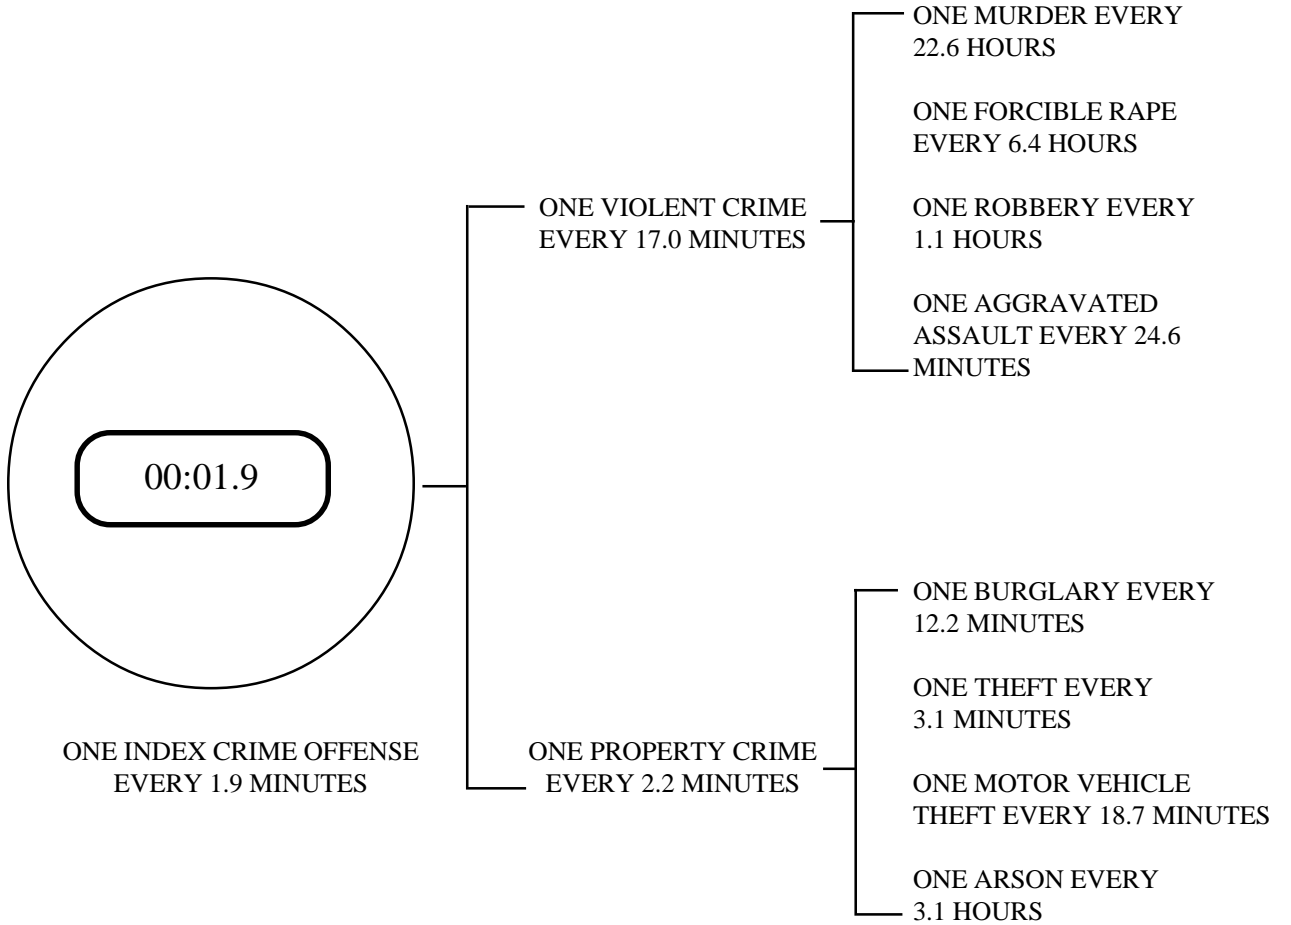 00:01.9
ONE INDEX CRIME OFFENSE
EVERY 1.9 MINUTES
ONE VIOLENT CRIME
EVERY 17.0 MINUTES
ONE MURDER EVERY
22.6 HOURS
ONE FORCIBLE RAPE
EVERY 6.4 HOURS
ONE ROBBERY EVERY
1.1 HOURS
ONE AGGRAVATED
ASSAULT EVERY 24.6
MINUTES
ONE PROPERTY CRIME
EVERY 2.2 MINUTES
ONE BURGLARY EVERY
12.2 MINUTES
ONE THEFT EVERY
3.1 MINUTES
ONE MOTOR VEHICLE
THEFT EVERY 18.7 MINUTES
ONE ARSON EVERY
3.1 HOURS